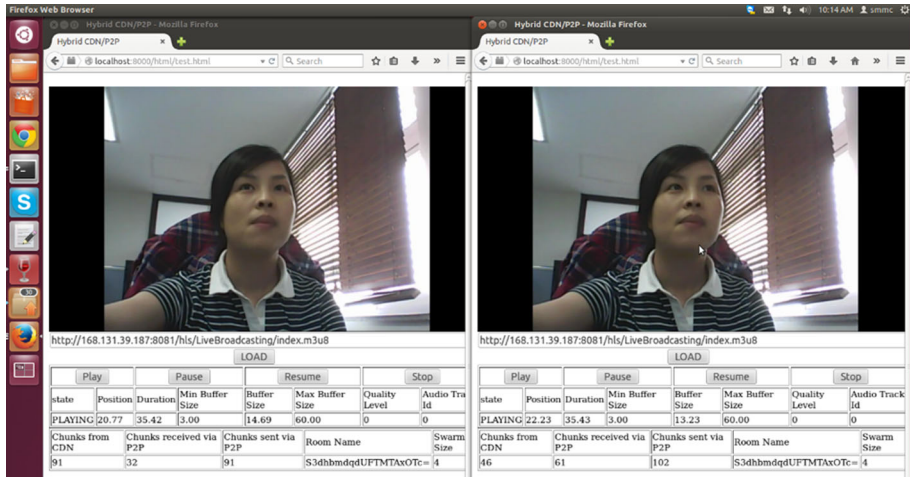 Firefox Web Browser
10:14 AM smmc
Hybrid CDN/P2P - Mozilla Firefox
Hybrid CDN/P2P
localhost:8000/html/test.html
Search
http://168.131.39.187:8081/hls/LiveBroadcasting/index.m3u8
LOAD
Play Pause Resume Stop
state Position Duration Min Buffer Size Buffer Size Max Buffer Size Quality Level Audio Tra Id
PLAYING 20.77 35.42 3.00 14.69 60.00 0 0
Chunks from CDN Chunks received via P2P Chunks sent via P2P Room Name Swarm Size
91 32 91 S3dhbmdqdUFTMTAxOTc= 4
Hybrid CDN/P2P - Mozilla Firefox
Hybrid CDN/P2P
localhost:8000/html/test.html
Search
http://168.131.39.187:8081/hls/LiveBroadcasting/index.m3u8
LOAD
Play Pause Resume Stop
state Position Duration Min Buffer Size Buffer Size Max Buffer Size Quality Level Audio Track Id
PLAYING 22.23 35.43 3.00 13.23 60.00 0 0
Chunks from CDN Chunks received via P2P Chunks sent via P2P Room Name Swarm Size
46 61 102 S3dhbmdqdUFTMTAxOTc= 4